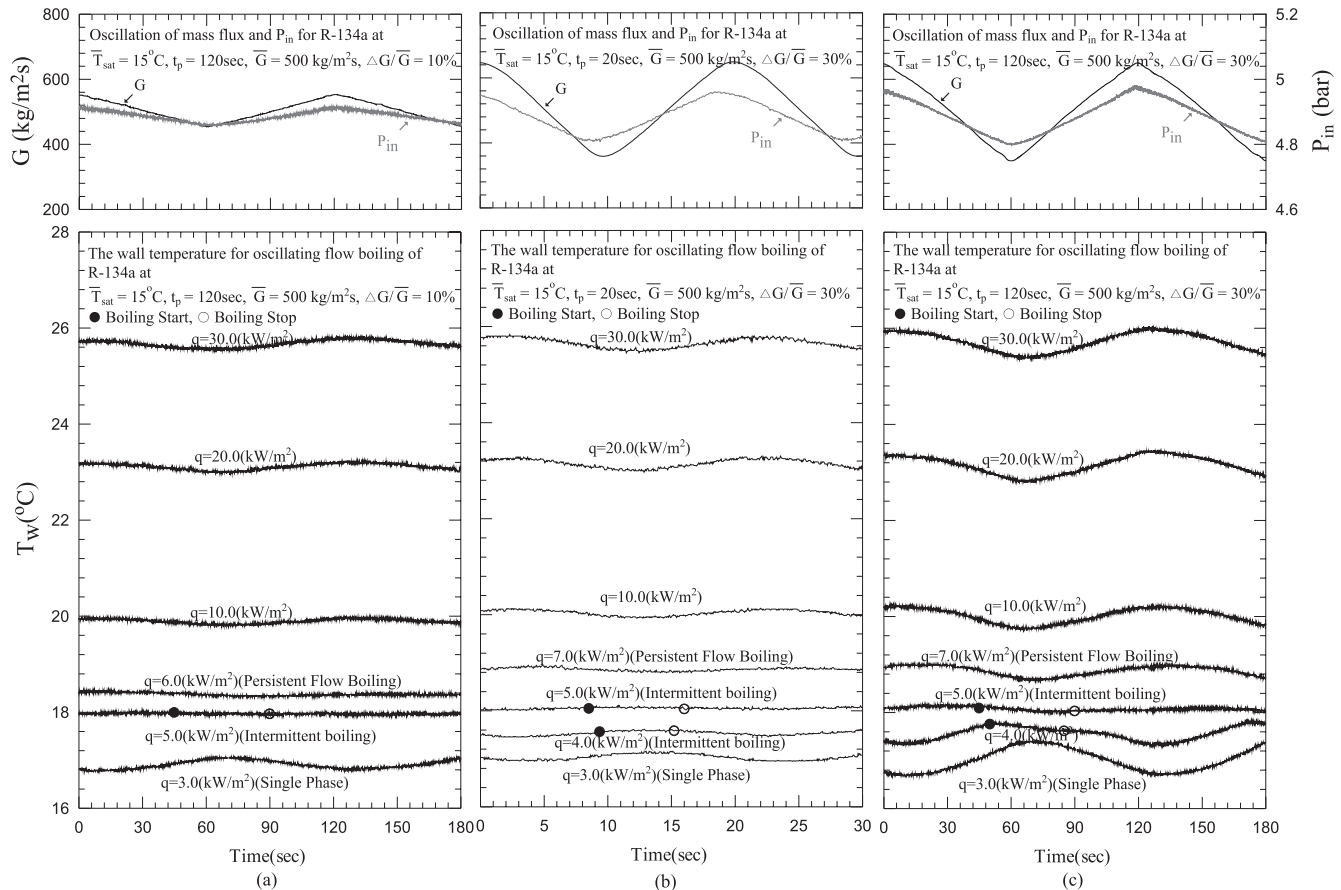 Oscillation of mass flux and Pin for R-134a at
T̅sat = 15°C, tp = 120sec, G̅ = 500 kg/m²s, △G/G̅ = 10%
G
Pin
800
600
400
200
G (kg/m²s)
Oscillation of mass flux and Pin for R-134a at
T̅sat = 15°C, tp = 20sec, G̅ = 500 kg/m²s, △G/G̅ = 30%
G
Pin
Oscillation of mass flux and Pin for R-134a at
T̅sat = 15°C, tp = 120sec, G̅ = 500 kg/m²s, △G/G̅ = 30%
G
Pin
5.2
5
4.8
4.6
Pin (bar)
28
26
24
22
20
18
16
Tw(°C)
The wall temperature for oscillating flow boiling of
R-134a at
T̅sat = 15°C, tp = 120sec, G̅ = 500 kg/m²s, △G/G̅ = 10%
● Boiling Start, ○ Boiling Stop
q=30.0(kW/m²)
q=20.0(kW/m²)
q=10.0(kW/m²)
q=6.0(kW/m²)(Persistent Flow Boiling)
q=5.0(kW/m²)(Intermittent boiling)
q=3.0(kW/m²)(Single Phase)
0 30 60 90 120 150 180
Time(sec)
(a)
The wall temperature for oscillating flow boiling of
R-134a at
T̅sat = 15°C, tp = 20sec, G̅ = 500 kg/m²s, △G/G̅ = 30%
● Boiling Start, ○ Boiling Stop
q=30.0(kW/m²)
q=20.0(kW/m²)
q=10.0(kW/m²)
q=7.0(kW/m²)(Persistent Flow Boiling)
q=5.0(kW/m²)(Intermittent boiling)
q=4.0(kW/m²)(Intermittent boiling)
q=3.0(kW/m²)(Single Phase)
0 5 10 15 20 25 30
Time(sec)
(b)
The wall temperature for oscillating flow boiling of
R-134a at
T̅sat = 15°C, tp = 120sec, G̅ = 500 kg/m²s, △G/G̅ = 30%
● Boiling Start, ○ Boiling Stop
q=30.0(kW/m²)
q=20.0(kW/m²)
q=10.0(kW/m²)
q=7.0(kW/m²)(Persistent Flow Boiling)
q=5.0(kW/m²)(Intermittent boiling)
q=4.0(kW/m²)
q=3.0(kW/m²)(Single Phase)
0 30 60 90 120 150 180
Time(sec)
(c)